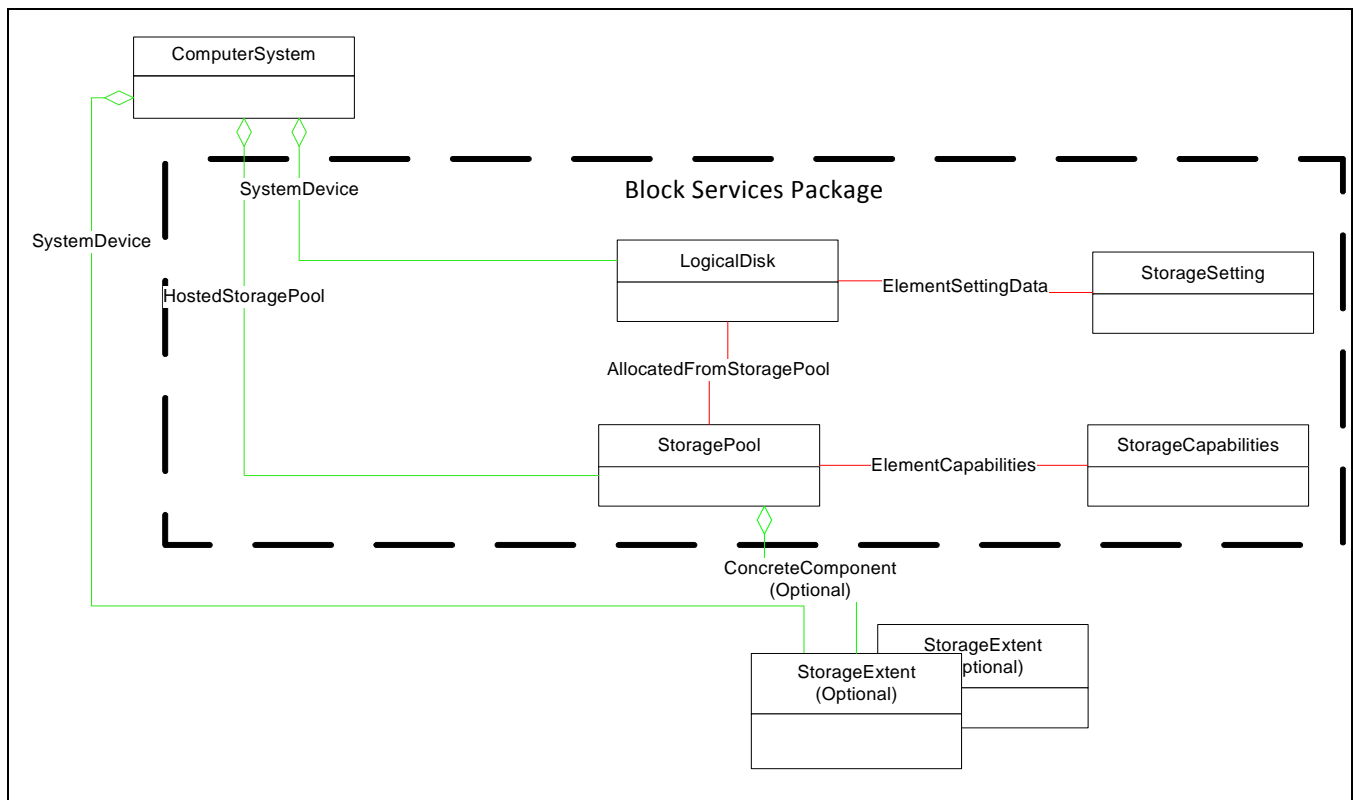 ComputerSystem
Block Services Package
SystemDevice
SystemDevice
LogicalDisk
StorageSetting
ElementSettingData
HostedStoragePool
AllocatedFromStoragePool
StoragePool
StorageCapabilities
ElementCapabilities
ConcreteComponent
(Optional)
StorageExtent
ptional)
StorageExtent
(Optional)